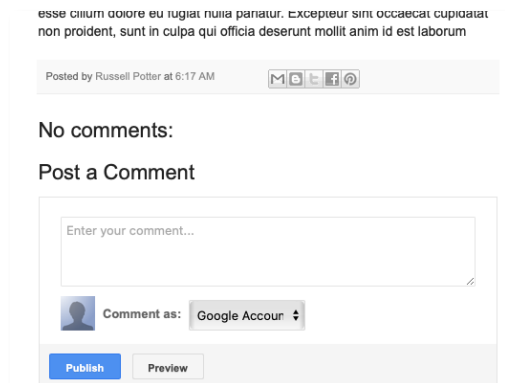 esse cillum dolore eu fugiat nulla pariatur. Excepteur sint occaecat cupidatat
non proident, sunt in culpa qui officia deserunt mollit anim id est laborum
Posted by Russell Potter at 6:17 AM
No comments:
Post a Comment
Enter your comment...
Comment as: Google Accoun
Publish Preview